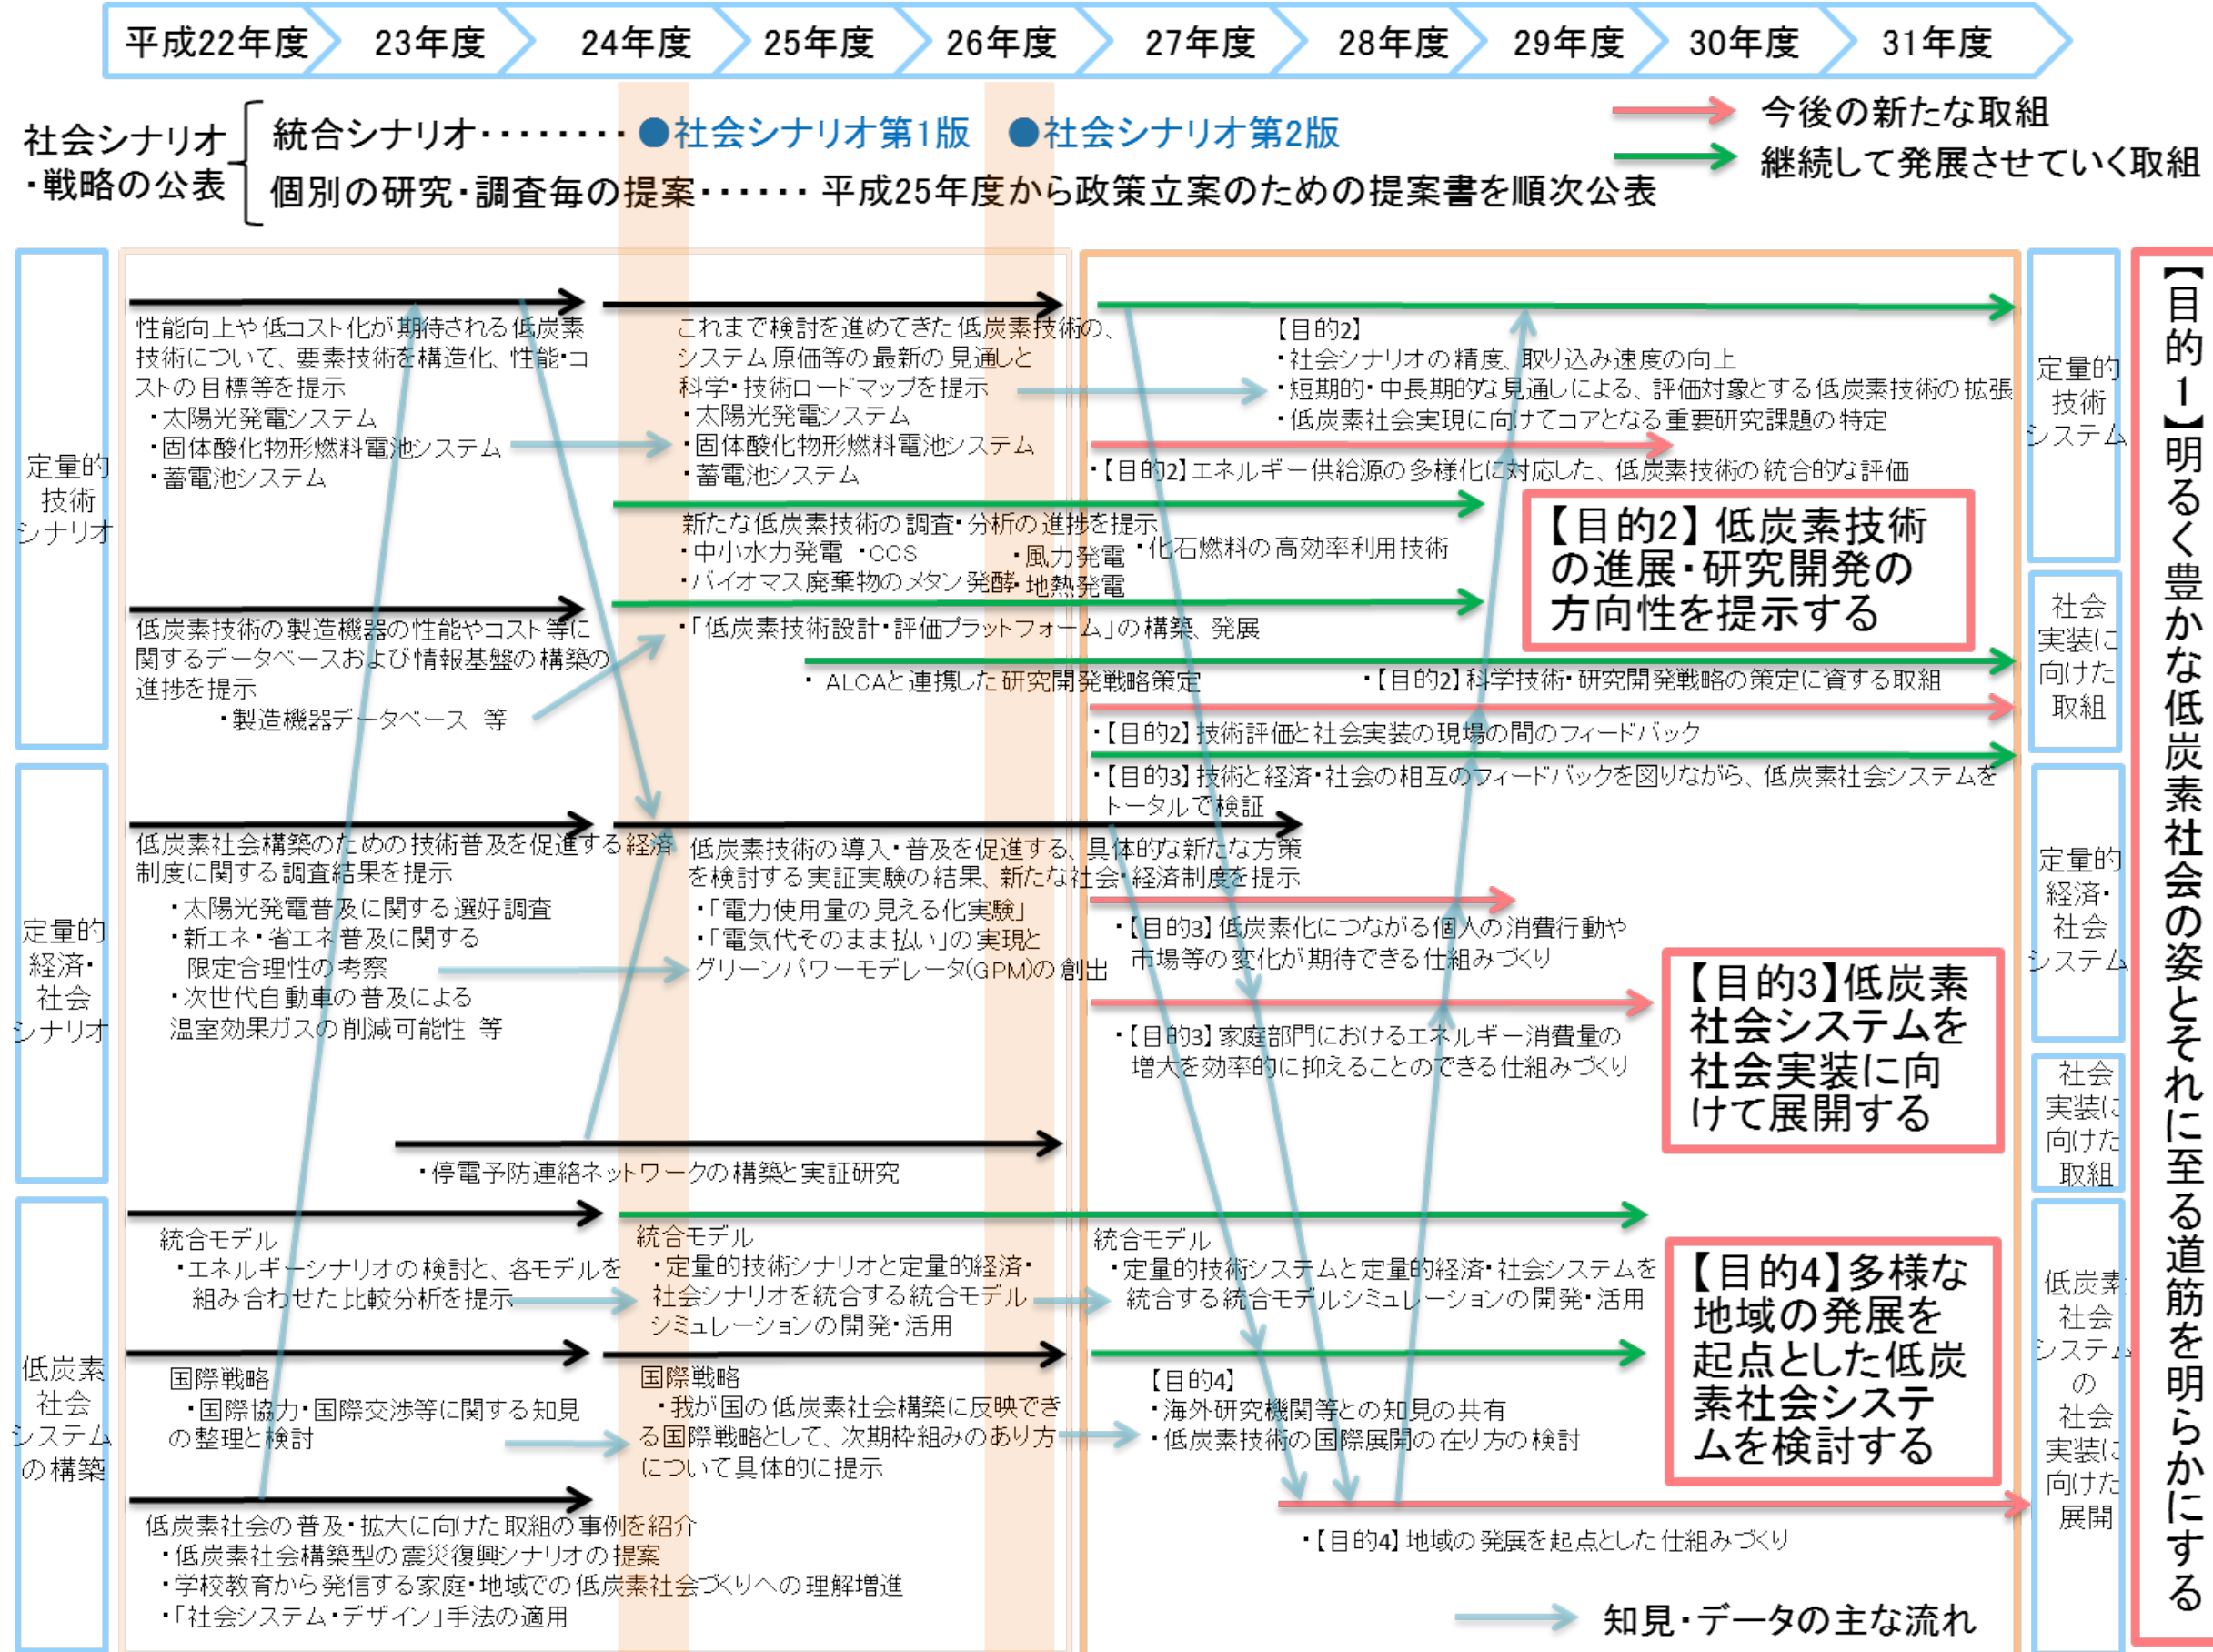 平成22年度
23年度
24年度
25年度
26年度
27年度
28年度
29年度
30年度
31年度
社会シナリオ
・戦略の公表
統合シナリオ‥‥‥‥ ●社会シナリオ第1版 ●社会シナリオ第2版
個別の研究・調査毎の提案‥‥‥ 平成25年度から政策立案のための提案書を順次公表
今後の新たな取組
継続して発展させていく取組
定量的
技術
シナリオ
性能向上や低コスト化が期待される低炭素
技術について、要素技術を構造化、性能・コ
ストの目標等を提示
・太陽光発電システム
・固体酸化物形燃料電池システム
・蓄電池システム
これまで検討を進めてきた低炭素技術の、
システム原価等の最新の見通しと
科学・技術ロードマップを提示
・太陽光発電システム
・固体酸化物形燃料電池システム
・蓄電池システム
【目的2】
・社会シナリオの精度、取り込み速度の向上
・短期的・中長期的な見通しによる、評価対象とする低炭素技術の拡張
・低炭素社会実現に向けてコアとなる重要研究課題の特定
・【目的2】エネルギー供給源の多様化に対応した、低炭素技術の統合的な評価
新たな低炭素技術の調査・分析の進捗を提示
・中小水力発電 ・CCS ・風力発電 ・化石燃料の高効率利用技術
・バイオマス廃棄物のメタン発酵・地熱発電
【目的2】低炭素技術
の進展・研究開発の
方向性を提示する
低炭素技術の製造機器の性能やコスト等に
関するデータベースおよび情報基盤の構築の
進捗を提示
・製造機器データベース 等
・「低炭素技術設計・評価プラットフォーム」の構築、発展
・ ALCAと連携した研究開発戦略策定
・【目的2】科学技術・研究開発戦略の策定に資する取組
・【目的2】技術評価と社会実装の現場の間のフィードバック
・【目的3】技術と経済・社会の相互のフィードバックを図りながら、低炭素社会システムを
トータルで検証
定量的
技術
システム
社会
実装に
向けた
取組
定量的
経済・
社会
シナリオ
低炭素社会構築のための技術普及を促進する経済
制度に関する調査結果を提示
・太陽光発電普及に関する選好調査
・新エネ・省エネ普及に関する
限定合理性の考察
・次世代自動車の普及による
温室効果ガスの削減可能性 等
低炭素技術の導入・普及を促進する、具体的な新たな方策
を検討する実証実験の結果、新たな社会・経済制度を提示
・「電力使用量の見える化実験」
・「電気代そのまま払い」の実現と
グリーンパワーモデレータ(GPM)の創出
・【目的3】低炭素化につながる個人の消費行動や
市場等の変化が期待できる仕組みづくり
・【目的3】家庭部門におけるエネルギー消費量の
増大を効率的に抑えることのできる仕組みづくり
【目的3】低炭素
社会システムを
社会実装に向
けて展開する
・停電予防連絡ネットワークの構築と実証研究
定量的
経済・
社会
システム
社会
実装に
向けた
取組
低炭素
社会
システム
の構築
統合モデル
・エネルギーシナリオの検討と、各モデルを
組み合わせた比較分析を提示
統合モデル
・定量的技術シナリオと定量的経済・
社会シナリオを統合する統合モデル
シミュレーションの開発・活用
統合モデル
・定量的技術システムと定量的経済・社会システムを
統合する統合モデルシミュレーションの開発・活用
国際戦略
・国際協力・国際交渉等に関する知見
の整理と検討
国際戦略
・我が国の低炭素社会構築に反映でき
る国際戦略として、次期枠組みのあり方
について具体的に提示
【目的4】
・海外研究機関等との知見の共有
・低炭素技術の国際展開の在り方の検討
【目的4】多様な
地域の発展を
起点とした低炭
素社会システ
ムを検討する
低炭素社会の普及・拡大に向けた取組の事例を紹介
・低炭素社会構築型の震災復興シナリオの提案
・学校教育から発信する家庭・地域での低炭素社会づくりへの理解増進
・「社会システム・デザイン」手法の適用
・【目的4】地域の発展を起点とした仕組みづくり
知見・データの主な流れ
低炭素
社会
システム
の
社会
実装に
向けた
展開
【目的1】明るく豊かな低炭素社会の姿とそれに至る道筋を明らかにする